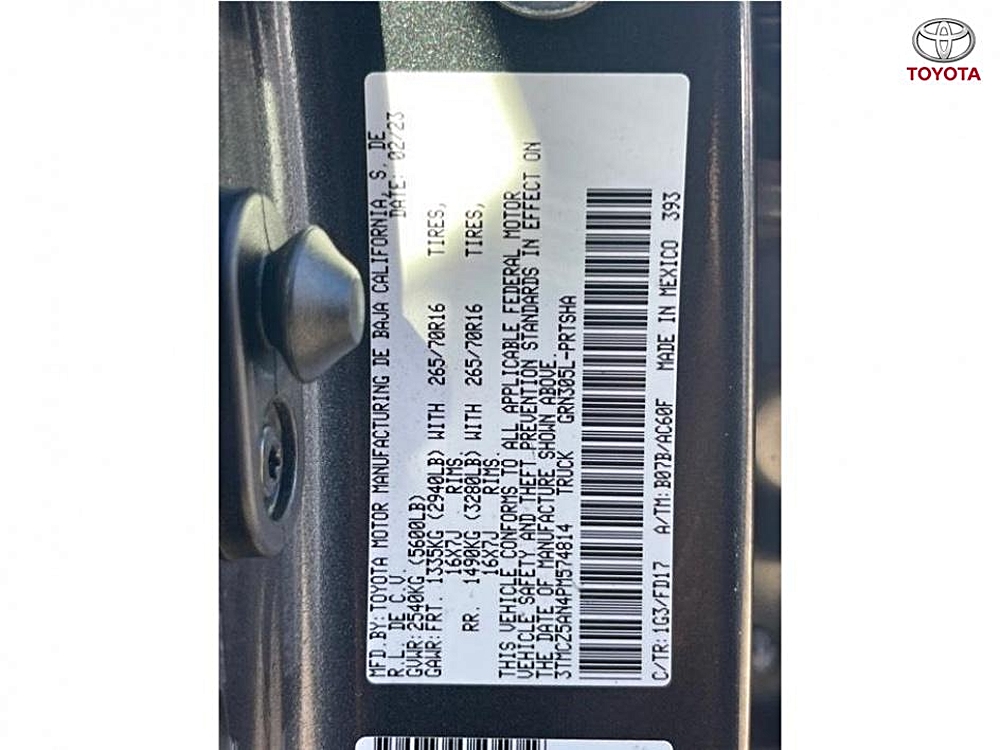 MFD.BY:TOYOTA MOTOR MANUFACTURING DE BAJA CALIFORNIA, S. DE
R.L. DE C.V. DATE: 02/23
GVWR:2540KG (5600LB)
GAWR:FRT. 1335KG (2940LB) WITH 265/70R16 TIRES,
16X7J RIMS.
RR. 1490KG (3280LB) WITH 265/70R16 TIRES,
16X7J RIMS.
THIS VEHICLE CONFORMS TO ALL APPLICABLE FEDERAL MOTOR
VEHICLE SAFETY AND THEFT PREVENTION STANDARDS IN EFFECT ON
THE DATE OF MANUFACTURE SHOWN ABOVE.
3TMCZ5AN4PM574814 TRUCK GRN305L-PRTSHA
C/TR:1G3/FD17 A/TM:B07B/AC60F MADE IN MEXICO 393
TOYOTA